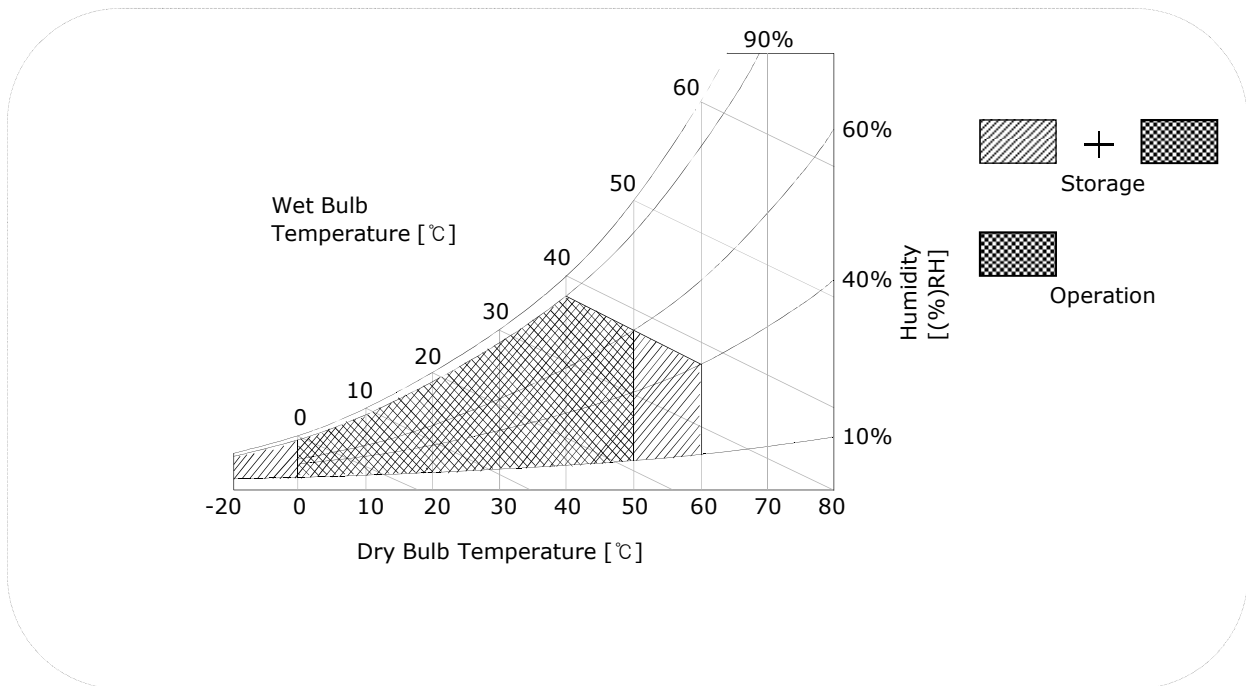 90%
60
60%
50
Storage
Wet Bulb
Temperature [℃]
40
40%
Humidity
[(%)RH]
Operation
30
20
10
0
10%
-20 0 10 20 30 40 50 60 70 80
Dry Bulb Temperature [℃]